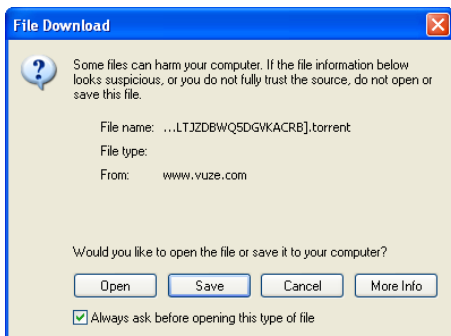 File Download
Some files can harm your computer. If the file information below
looks suspicious, or you do not fully trust the source, do not open or
save this file.
File name: ...LTJZDBWQ5DGVKACRB].torrent
File type:
From: www.vuze.com
Would you like to open the file or save it to your computer?
Open Save Cancel More Info
Always ask before opening this type of file